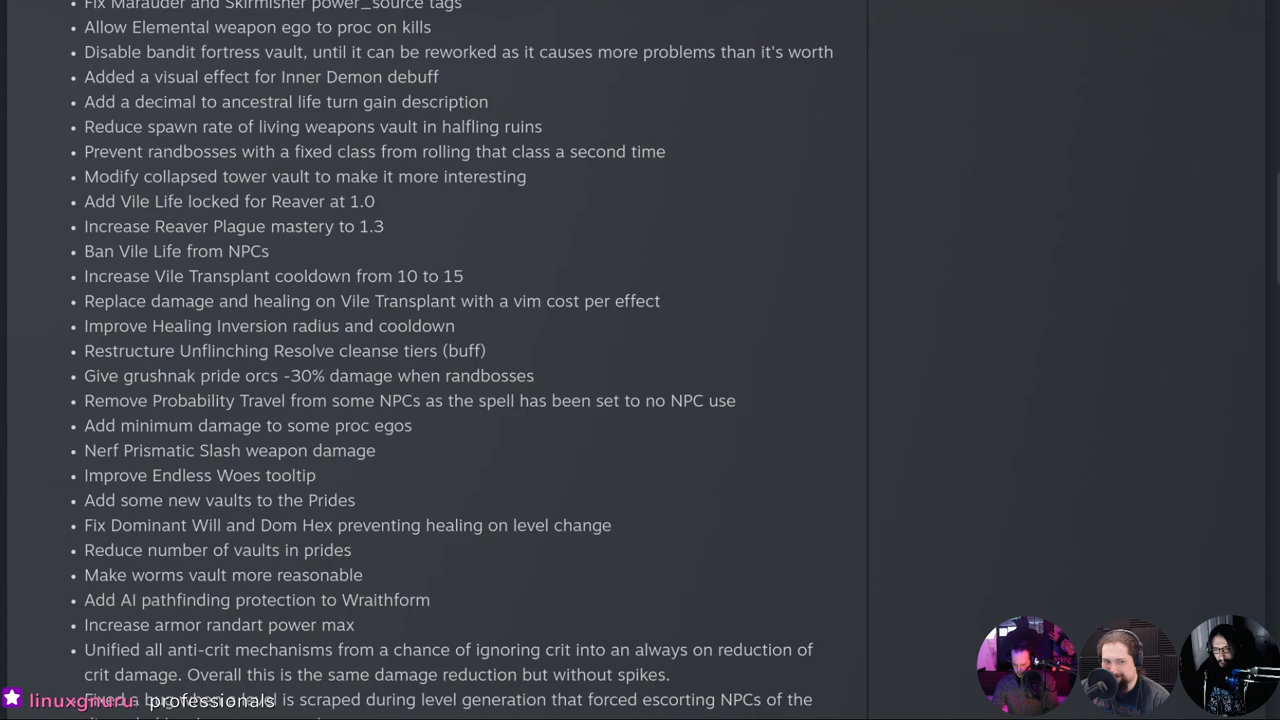 Fix Marauder and Skirmisher power_source tags
• Allow Elemental weapon ego to proc on kills
• Disable bandit fortress vault, until it can be reworked as it causes more problems than it's worth
• Added a visual effect for Inner Demon debuff
• Add a decimal to ancestral life turn gain description
• Reduce spawn rate of living weapons vault in halfling ruins
• Prevent randbosses with a fixed class from rolling that class a second time
• Modify collapsed tower vault to make it more interesting
• Add Vile Life locked for Reaver at 1.0
• Increase Reaver Plague mastery to 1.3
• Ban Vile Life from NPCs
• Increase Vile Transplant cooldown from 10 to 15
• Replace damage and healing on Vile Transplant with a vim cost per effect
• Improve Healing Inversion radius and cooldown
• Restructure Unflinching Resolve cleanse tiers (buff)
• Give grushnak pride orcs -30% damage when randbosses
• Remove Probability Travel from some NPCs as the spell has been set to no NPC use
• Add minimum damage to some proc egos
• Nerf Prismatic Slash weapon damage
• Improve Endless Woes tooltip
• Add some new vaults to the Prides
• Fix Dominant Will and Dom Hex preventing healing on level change
• Reduce number of vaults in prides
• Make worms vault more reasonable
• Add AI pathfinding protection to Wraithform
• Increase armor randart power max
• Unified all anti-crit mechanisms from a chance of ignoring crit into an always on reduction of
crit damage. Overall this is the same damage reduction but without spikes.
• Fixed a is scraped during level generation that forced escorting NPCs of the
professionals